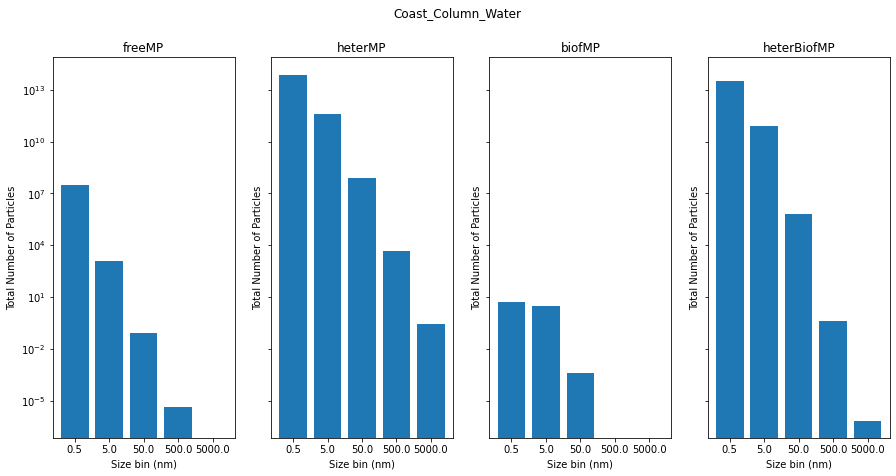 Coast_Column_Water
freeMP
heterMP
biofMP
heterBiofMP
Total Number of Particles
10^13
10^10
10^7
10^4
10^1
10^-2
10^-5
0.5 5.0 50.0 500.0 5000.0
Size bin (nm)
Total Number of Particles
0.5 5.0 50.0 500.0 5000.0
Size bin (nm)
Total Number of Particles
0.5 5.0 50.0 500.0 5000.0
Size bin (nm)
Total Number of Particles
0.5 5.0 50.0 500.0 5000.0
Size bin (nm)